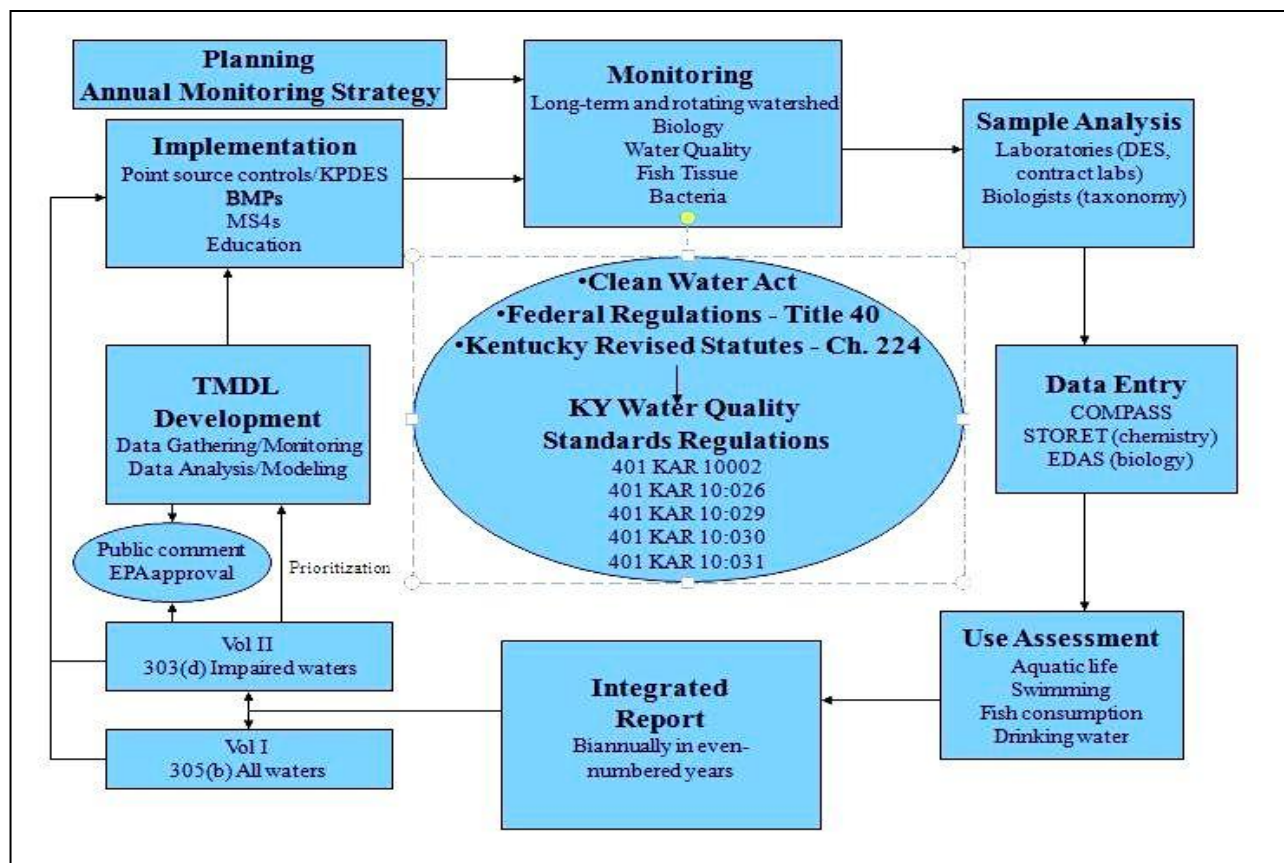 Planning
Annual Monitoring Strategy
Monitoring
Long-term and rotating watershed
Biology
Water Quality
Fish Tissue
Bacteria
Sample Analysis
Laboratories (DES,
contract labs)
Biologists (taxonomy)
Implementation
Point source controls/KPDES
BMPs
MS4s
Education
•Clean Water Act
•Federal Regulations - Title 40
•Kentucky Revised Statutes - Ch. 224
KY Water Quality
Standards Regulations
401 KAR 10002
401 KAR 10:026
401 KAR 10:029
401 KAR 10:030
401 KAR 10:031
TMDL
Development
Data Gathering/Monitoring
Data Analysis/Modeling
Data Entry
COMPASS
STORET (chemistry)
EDAS (biology)
Public comment
EPA approval
Prioritization
Vol II
303(d) Impaired waters
Vol I
305(b) All waters
Integrated
Report
Biannually in even-
numbered years
Use Assessment
Aquatic life
Swimming
Fish consumption
Drinking water